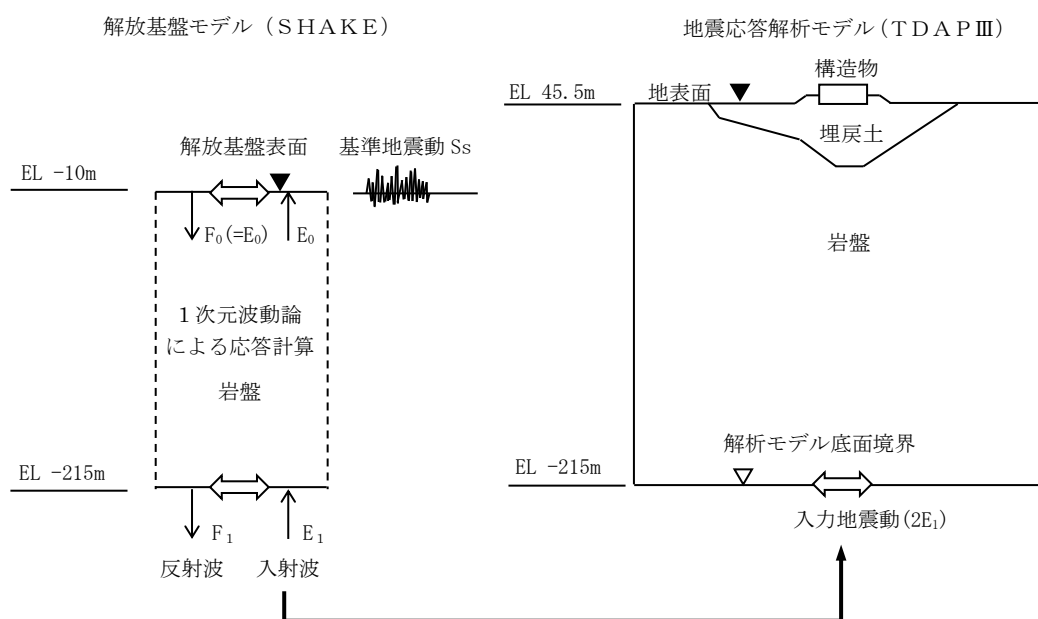 解放基盤モデル（ＳＨＡＫＥ）
EL -10m
解放基盤表面
基準地震動 Ss
F₀(=E₀)
E₀
１次元波動論
による応答計算
岩盤
EL -215m
F₁
E₁
反射波
入射波
地震応答解析モデル（ＴＤＡＰⅢ）
構造物
EL 45.5m
地表面
埋戻土
岩盤
解析モデル底面境界
EL -215m
入力地震動(2E₁)